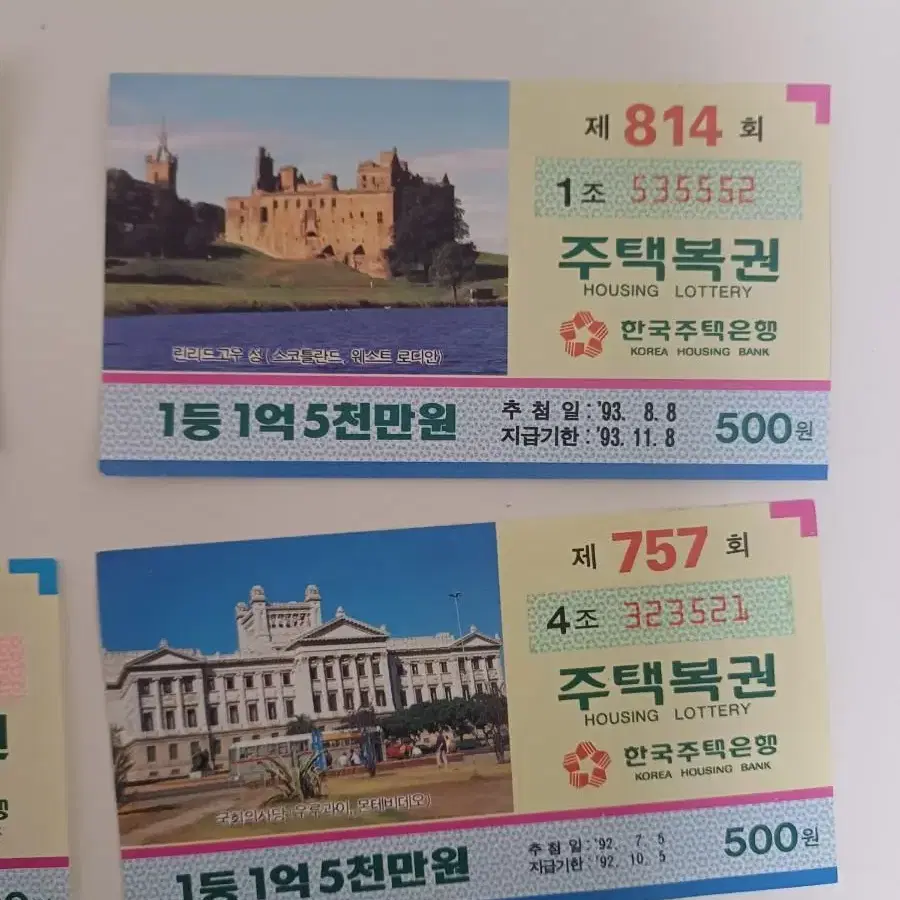 제 814 회
1조 535552
주택복권
HOUSING LOTTERY
한국주택은행
KOREA HOUSING BANK
린리드고우 성 (스코틀란드, 웨스트 로디안)
1등 1억 5천만원
추첨일 : '93. 8. 8
지급기한 : '93. 11. 8
500원
제 757 회
4조 323521
주택복권
HOUSING LOTTERY
한국주택은행
KOREA HOUSING BANK
국회의사당 (우루과이, 몬테비데오)
1등 1억 5천만원
추첨일 : '92. 7. 5
지급기한 : '92. 10. 5
500원
권
행